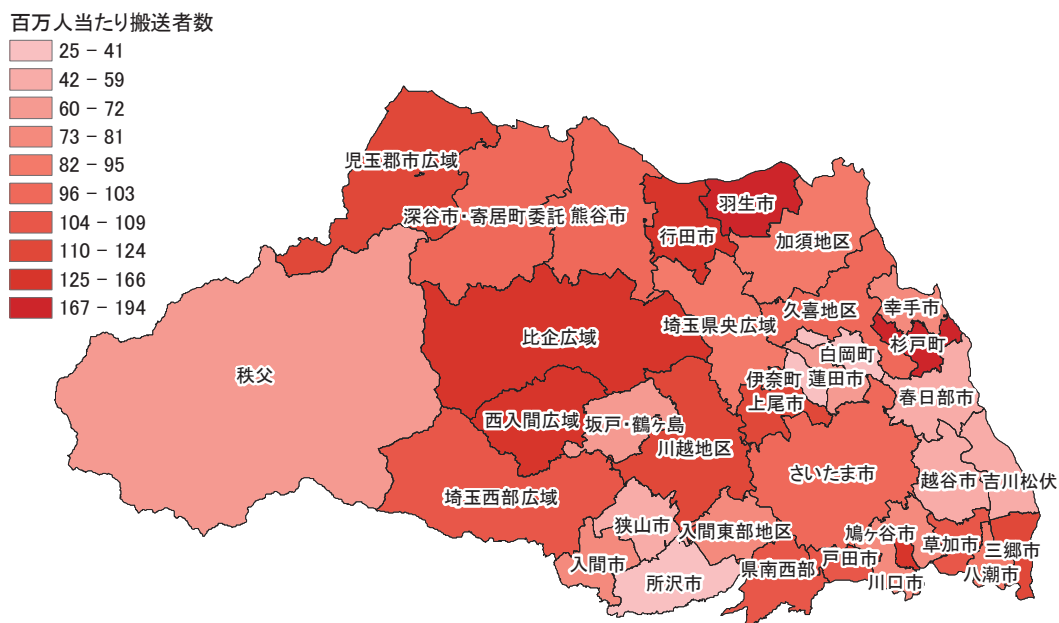 百万人当たり搬送者数
25 - 41
42 - 59
60 - 72
73 - 81
82 - 95
96 - 103
104 - 109
110 - 124
125 - 166
167 - 194
児玉郡市広域
深谷市・寄居町委託
熊谷市
行田市
羽生市
加須地区
幸手市
久喜地区
埼玉県央広域
杉戸町
比企広域
白岡町
秩父
伊奈町
蓮田市
春日部市
上尾市
西入間広域
坂戸・鶴ヶ島
川越地区
さいたま市
越谷市
吉川松伏
埼玉西部広域
狭山市
入間東部地区
鳩ヶ谷市
草加市
三郷市
入間市
所沢市
県南西部
戸田市
川口市
八潮市